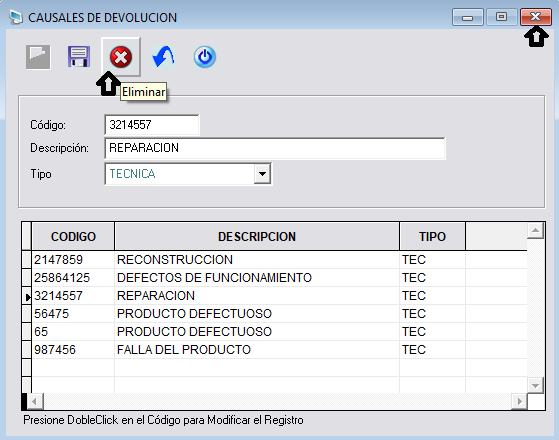 CAUSALES DE DEVOLUCION
Eliminar
Código: 3214557
Descripción: REPARACION
Tipo TECNICA
CODIGO DESCRIPCION TIPO
2147859 RECONSTRUCCION TEC
25864125 DEFECTOS DE FUNCIONAMIENTO TEC
3214557 REPARACION TEC
56475 PRODUCTO DEFECTUOSO TEC
65 PRODUCTO DEFECTUOSO TEC
987456 FALLA DEL PRODUCTO TEC
Presione DobleClick en el Código para Modificar el Registro